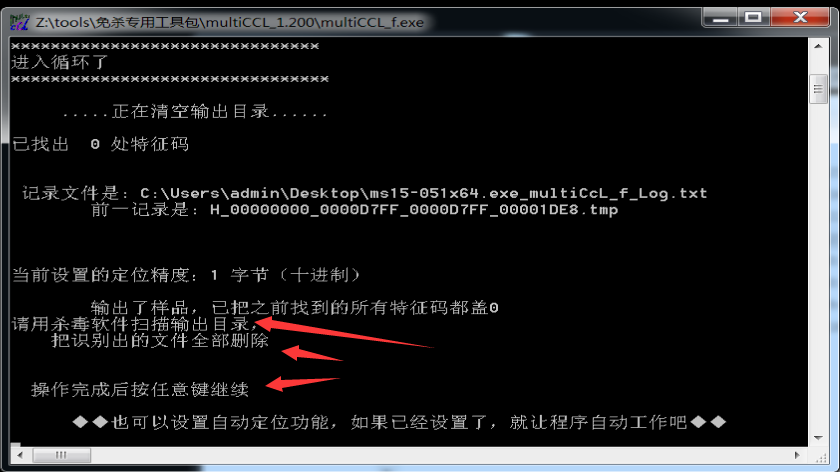 Z:\tools\免杀专用工具包\multiCCL_1.200\multiCCL_f.exe
*******************************
进入循环了
********************************
.....正在清空输出目录......
已找出 0 处特征码
记录文件是: C:\Users\admin\Desktop\ms15-051x64.exe_multiCcL_f_Log.txt
前一记录是: H_00000000_0000D7FF_0000D7FF_00001DE8.tmp
当前设置的定位精度: 1 字节（十进制）
输出了样品, 已把之前找到的所有特征码都盖0
请用杀毒软件扫描输出目录,
把识别出的文件全部删除
操作完成后按任意键继续
◆◆也可以设置自动定位功能, 如果已经设置了, 就让程序自动工作吧◆◆